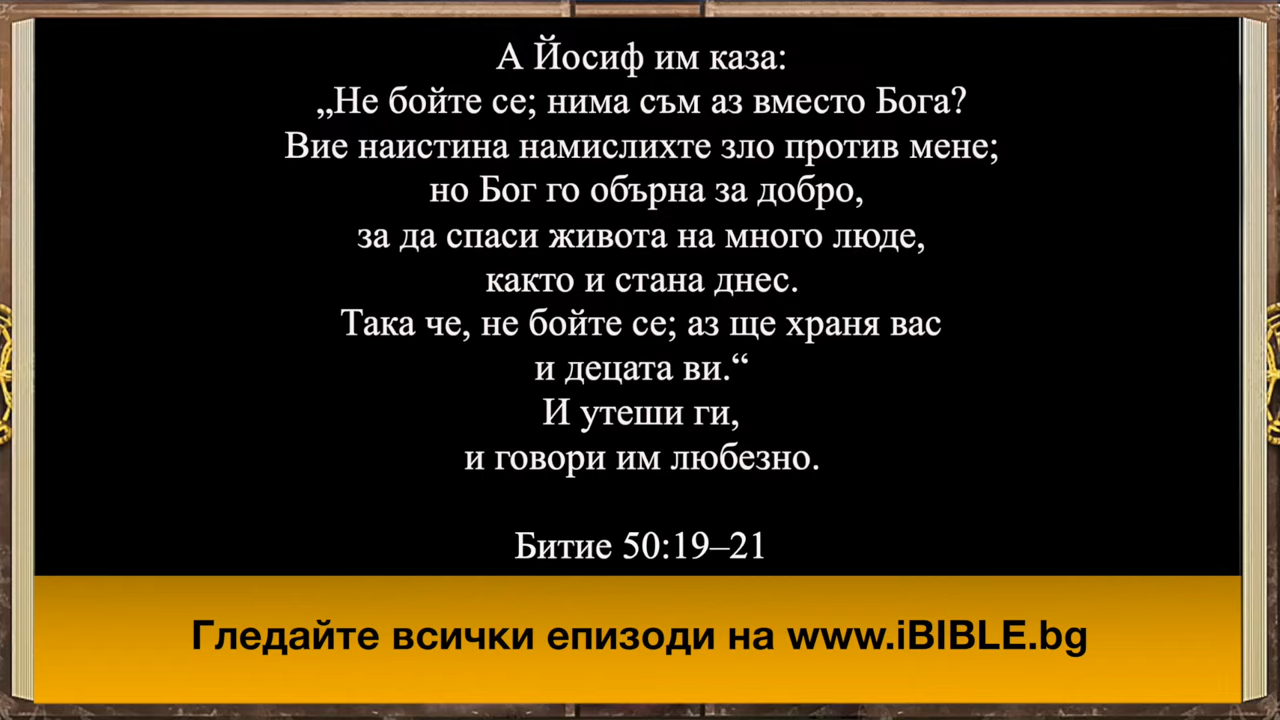 А Йосиф им каза:
„Не бойте се; нима съм аз вместо Бога?
Вие наистина намислихте зло против мене;
но Бог го обърна за добро,
за да спаси живота на много люде,
както и стана днес.
Така че, не бойте се; аз ще храня вас
и децата ви.“
И утеши ги,
и говори им любезно.
Битие 50:19–21
Гледайте всички епизоди на www.iBIBLE.bg